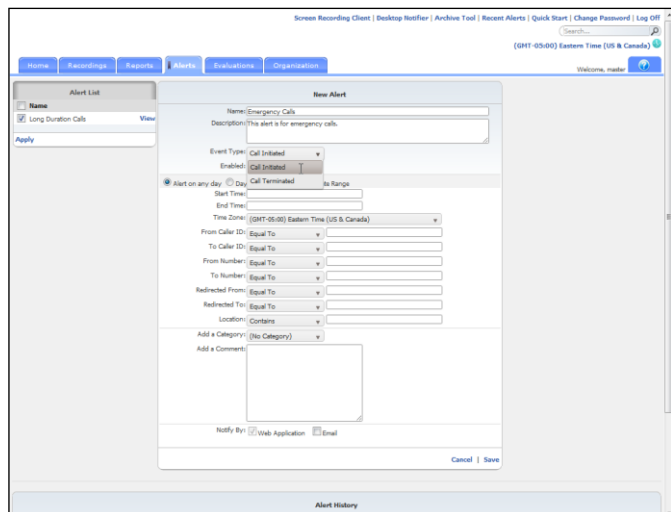 Screen Recording Client | Desktop Notifier | Archive Tool | Recent Alerts | Quick Start | Change Password | Log Off
Search...
(GMT-05:00) Eastern Time (US & Canada)
Home Recordings Reports Alerts Evaluations Organization
Welcome, master
Alert List
Name
Long Duration Calls View
Apply
New Alert
Name: Emergency Calls
Description: This alert is for emergency calls.
Event Type: Call Initiated
Enabled: Call Initiated
Call Terminated
Alert on any day Day te Range
Start Time:
End Time:
Time Zone: (GMT-05:00) Eastern Time (US & Canada)
From Caller ID: Equal To
To Caller ID: Equal To
From Number: Equal To
To Number: Equal To
Redirected From: Equal To
Redirected To: Equal To
Location: Contains
Add a Category: (No Category)
Add a Comment:
Notify By: Web Application Email
Cancel | Save
Alert History